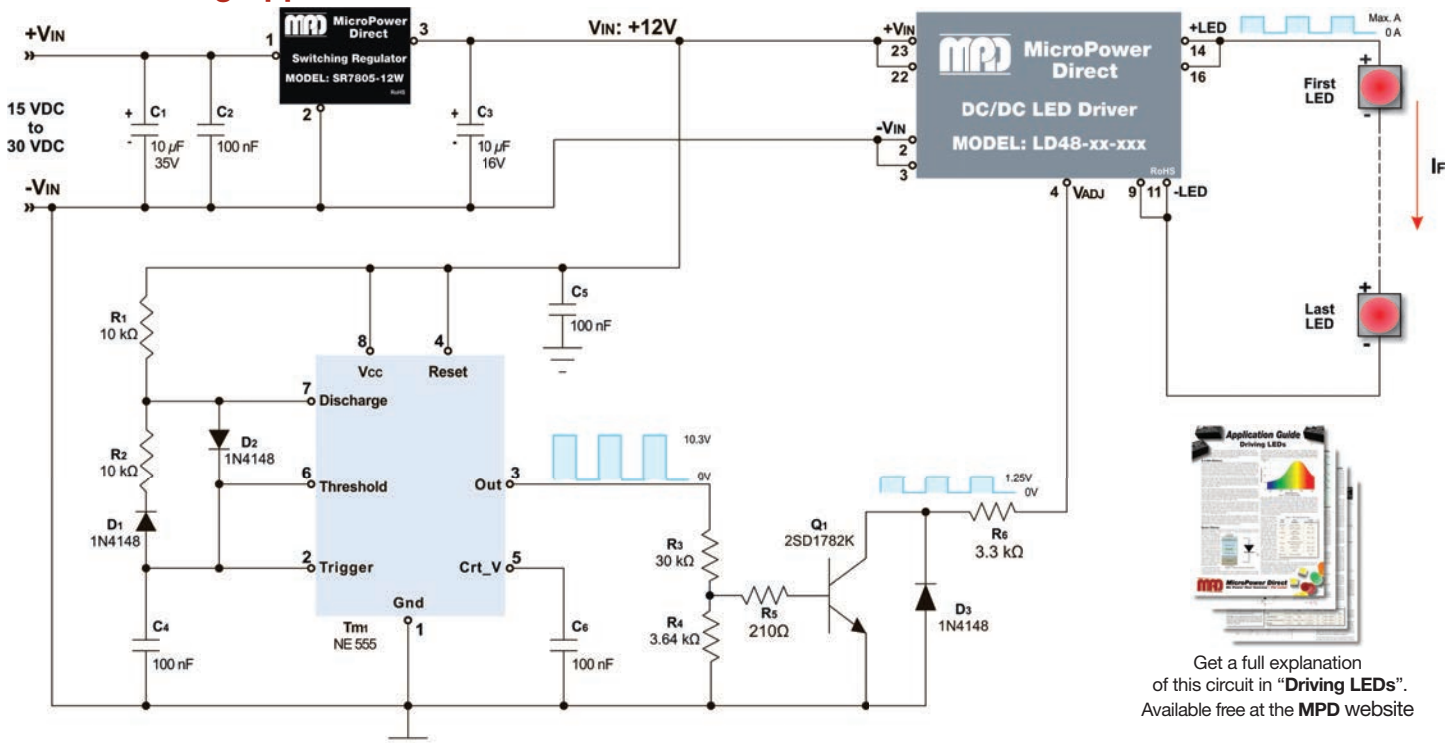 +VIN
15 VDC
to
30 VDC
-VIN
+
C1
-
10 µF
35V
C2
100 nF
1
MPD MicroPower
Direct
3
Switching Regulator
MODEL: SR7805-12W
RoHS
2
VIN: +12V
+
C3
-
10 µF
16V
+VIN
23
22
-VIN
2
3
MPD MicroPower
Direct
DC/DC LED Driver
MODEL: LD48-xx-xxx
RoHS
+LED
14
16
4
VADJ
9
11
-LED
Max. A
0 A
+
First
LED
-
IF
+
Last
LED
-
R1
10 kΩ
R2
10 kΩ
D1
1N4148
D2
1N4148
C4
100 nF
C5
100 nF
8
Vcc
4
Reset
7
Discharge
6
Threshold
2
Trigger
Out
3
Crt_V
5
Gnd
1
Tm1
NE 555
C6
100 nF
10.3V
0V
R3
30 kΩ
R4
3.64 kΩ
R5
210Ω
Q1
2SD1782K
1.25V
0V
D3
1N4148
R6
3.3 kΩ
Application Guide
Driving LEDs
MPD MicroPower Direct
Get a full explanation
of this circuit in “Driving LEDs”.
Available free at the MPD website